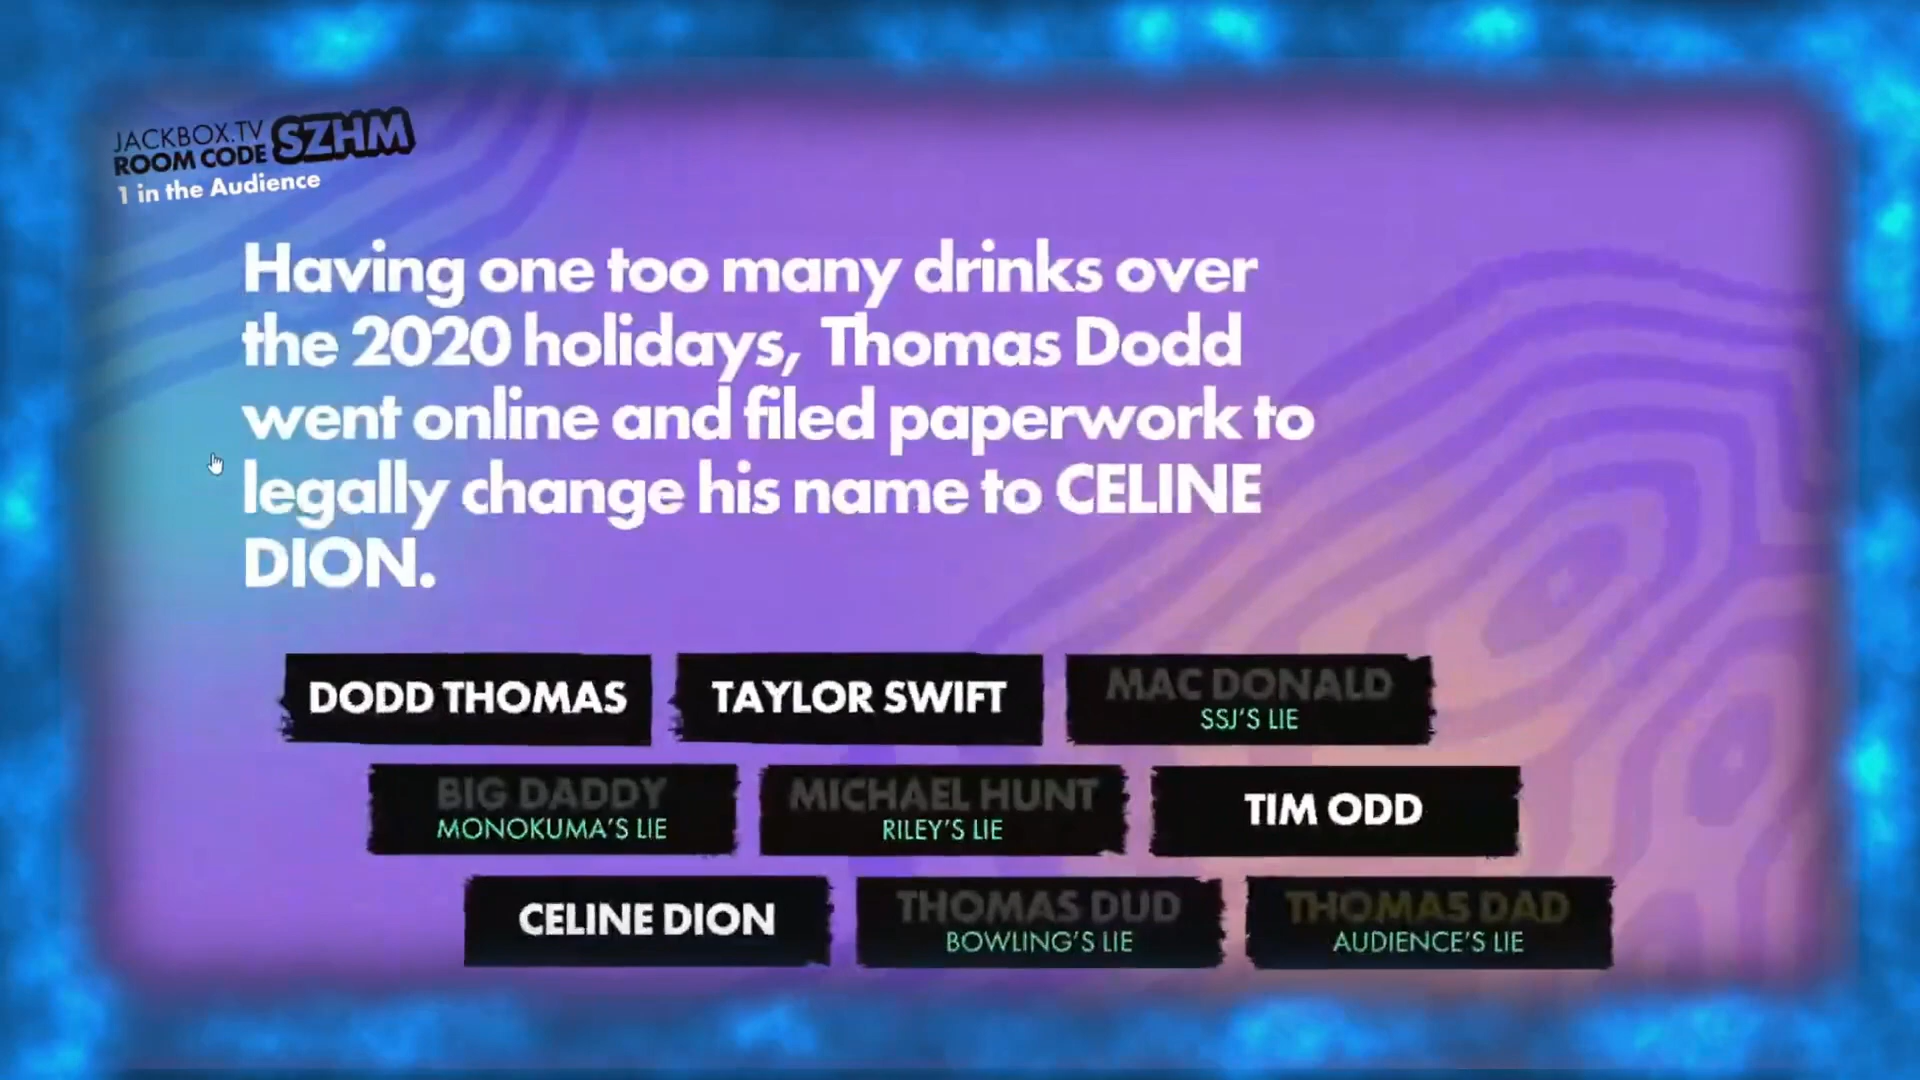 JACKBOX.TV
ROOM CODE SZHM
1 in the Audience
Having one too many drinks over
the 2020 holidays, Thomas Dodd
went online and filed paperwork to
legally change his name to CELINE
DION.
DODD THOMAS
TAYLOR SWIFT
MAC DONALD
SSJ'S LIE
BIG DADDY
MONOKUMA'S LIE
MICHAEL HUNT
RILEY'S LIE
TIM ODD
CELINE DION
THOMAS DUD
BOWLING'S LIE
THOMAS DAD
AUDIENCE'S LIE